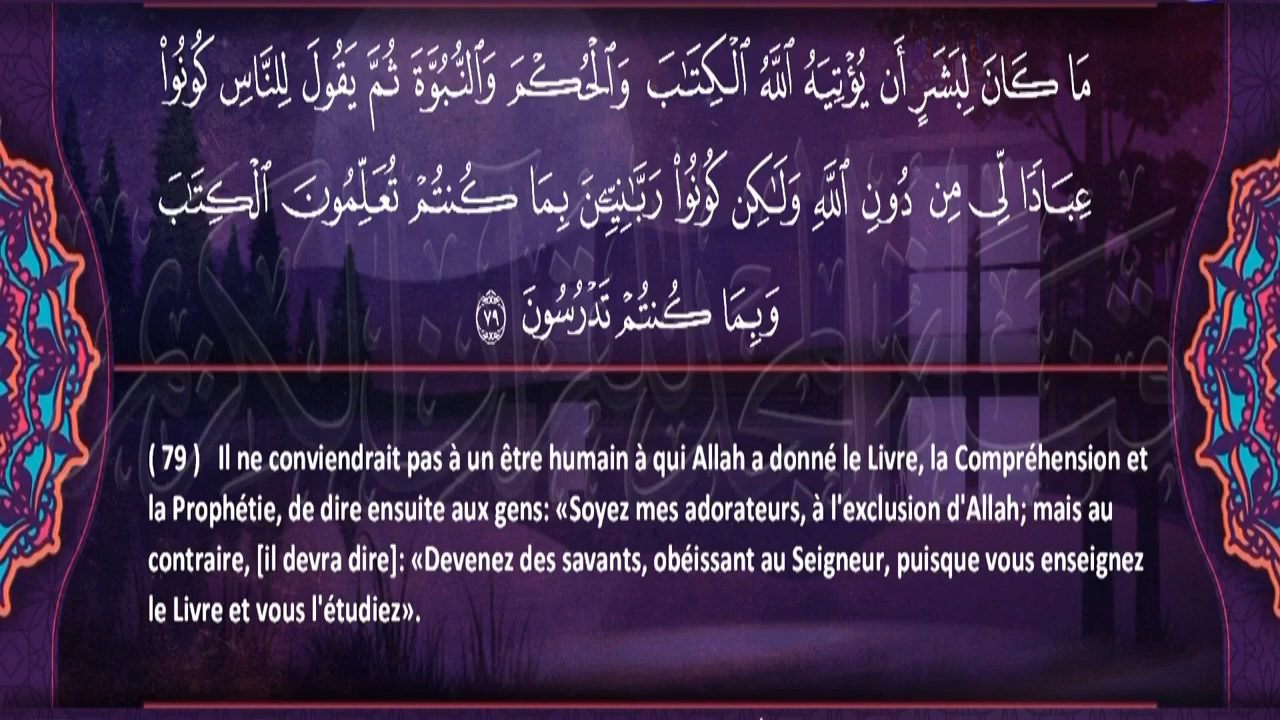 مَا كَانَ لِبَشَرٍ أَن يُؤْتِيَهُ ٱللَّهُ ٱلْكِتَـٰبَ وَٱلْحُكْمَ وَٱلنُّبُوَّةَ ثُمَّ يَقُولَ لِلنَّاسِ كُونُوا۟
عِبَادًا لِّى مِن دُونِ ٱللَّهِ وَلَـٰكِن كُونُوا۟ رَبَّـٰنِيِّـۧنَ بِمَا كُنتُمْ تُعَلِّمُونَ ٱلْكِتَـٰبَ
وَبِمَا كُنتُمْ تَدْرُسُونَ ٧٩
( 79 ) Il ne conviendrait pas à un être humain à qui Allah a donné le Livre, la Compréhension et
la Prophétie, de dire ensuite aux gens: «Soyez mes adorateurs, à l'exclusion d'Allah; mais au
contraire, [il devra dire]: «Devenez des savants, obéissant au Seigneur, puisque vous enseignez
le Livre et vous l'étudiez».